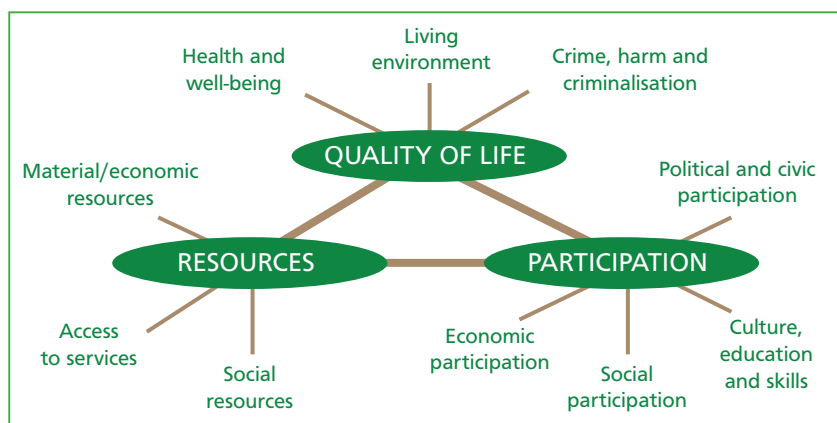 Health and
well-being
Living
environment
Crime, harm and
criminalisation
QUALITY OF LIFE
Material/economic
resources
Political and civic
participation
RESOURCES
PARTICIPATION
Access
to services
Social
resources
Economic
participation
Social
participation
Culture,
education
and skills